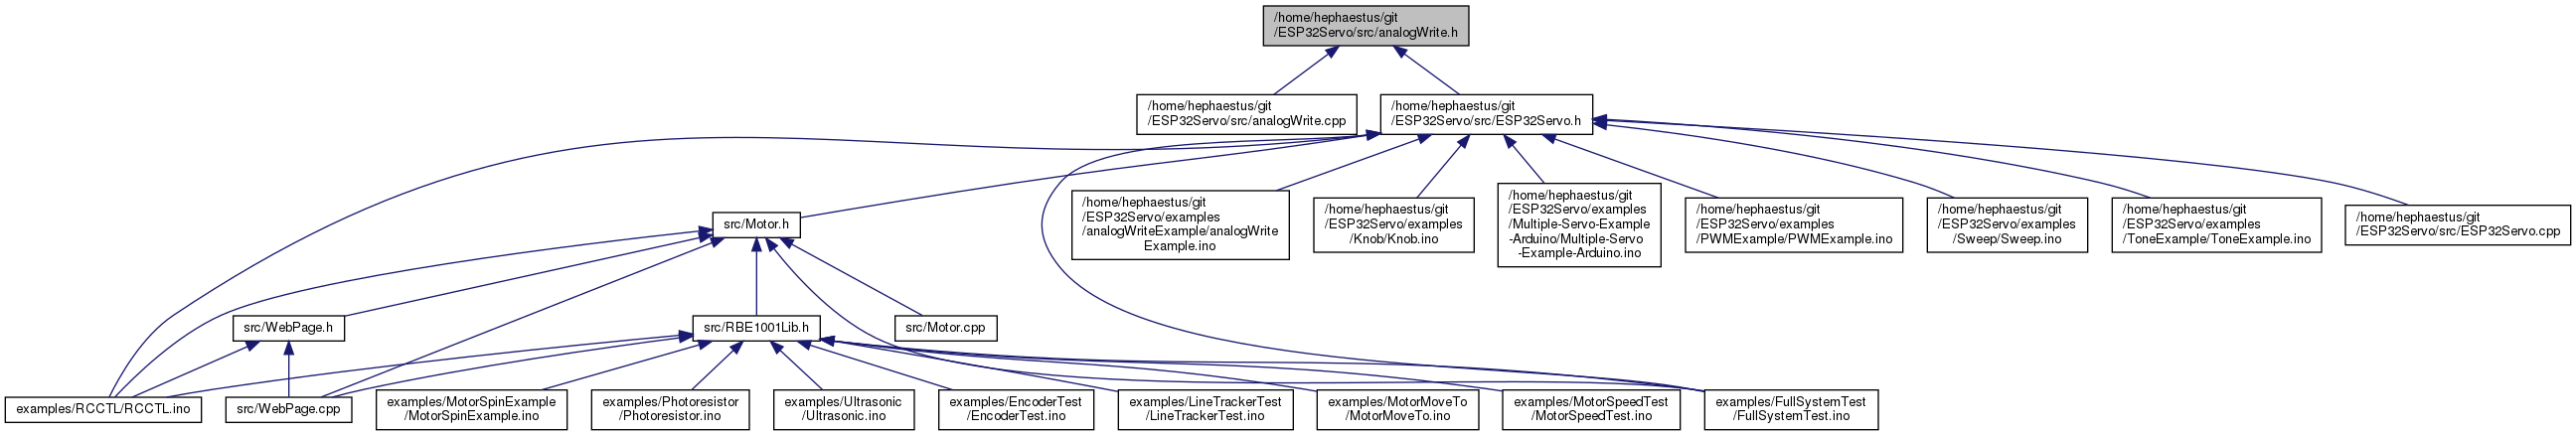 /home/hephaestus/git
/ESP32Servo/src/analogWrite.h
/home/hephaestus/git
/ESP32Servo/src/analogWrite.cpp
/home/hephaestus/git
/ESP32Servo/src/ESP32Servo.h
src/Motor.h
/home/hephaestus/git
/ESP32Servo/examples
/analogWriteExample/analogWrite
Example.ino
/home/hephaestus/git
/ESP32Servo/examples
/Knob/Knob.ino
/home/hephaestus/git
/ESP32Servo/examples
/Multiple-Servo-Example
-Arduino/Multiple-Servo
-Example-Arduino.ino
/home/hephaestus/git
/ESP32Servo/examples
/PWMExample/PWMExample.ino
/home/hephaestus/git
/ESP32Servo/examples
/Sweep/Sweep.ino
/home/hephaestus/git
/ESP32Servo/examples
/ToneExample/ToneExample.ino
/home/hephaestus/git
/ESP32Servo/src/ESP32Servo.cpp
src/WebPage.h
src/RBE1001Lib.h
src/Motor.cpp
examples/RCCTL/RCCTL.ino
src/WebPage.cpp
examples/MotorSpinExample
/MotorSpinExample.ino
examples/Photoresistor
/Photoresistor.ino
examples/Ultrasonic
/Ultrasonic.ino
examples/EncoderTest
/EncoderTest.ino
examples/LineTrackerTest
/LineTrackerTest.ino
examples/MotorMoveTo
/MotorMoveTo.ino
examples/MotorSpeedTest
/MotorSpeedTest.ino
examples/FullSystemTest
/FullSystemTest.ino